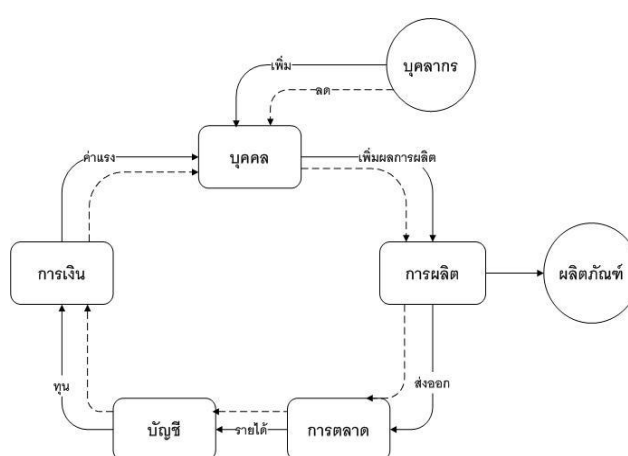 บุคลากร
เพิ่ม
ลด
ค่าแรง
บุคคล
เพิ่มผลการผลิต
การเงิน
การผลิต
ผลิตภัณฑ์
ทุน
ส่งออก
บัญชี
รายได้
การตลาด